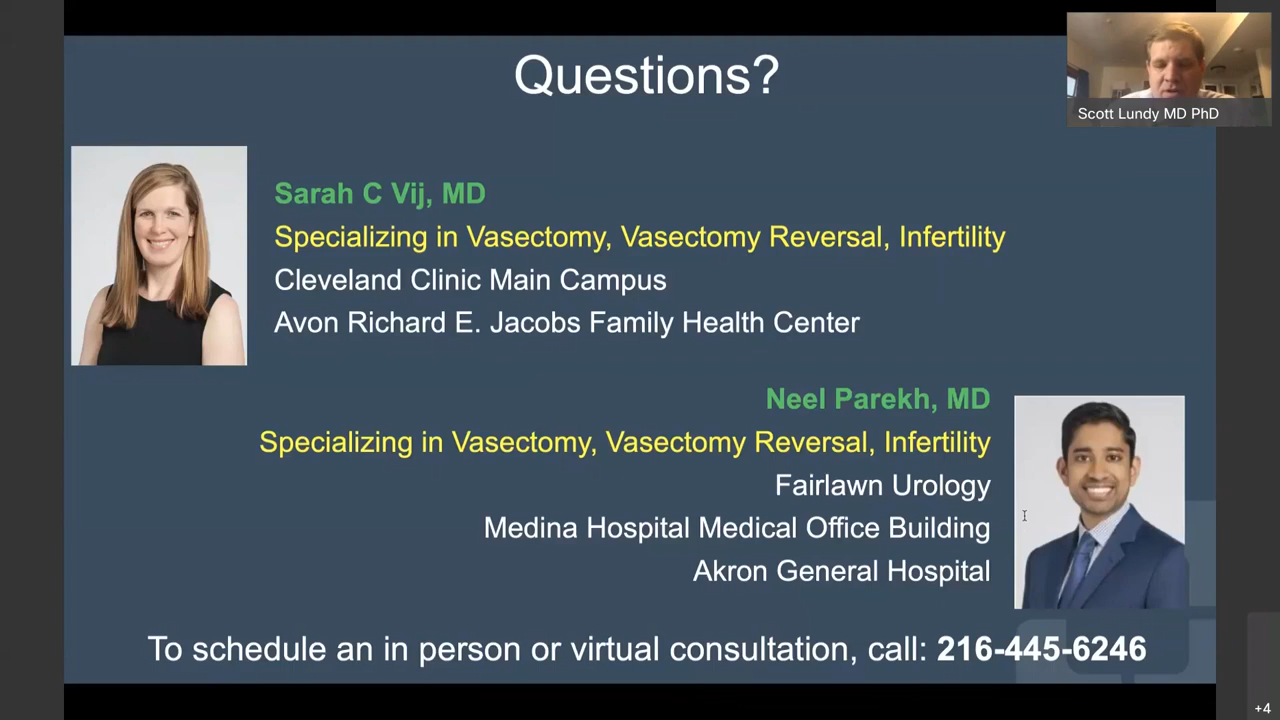 Questions?
Scott Lundy MD PhD
Sarah C Vij, MD
Specializing in Vasectomy, Vasectomy Reversal, Infertility
Cleveland Clinic Main Campus
Avon Richard E. Jacobs Family Health Center
Neel Parekh, MD
Specializing in Vasectomy, Vasectomy Reversal, Infertility
Fairlawn Urology
Medina Hospital Medical Office Building
Akron General Hospital
To schedule an in person or virtual consultation, call: 216-445-6246
+4